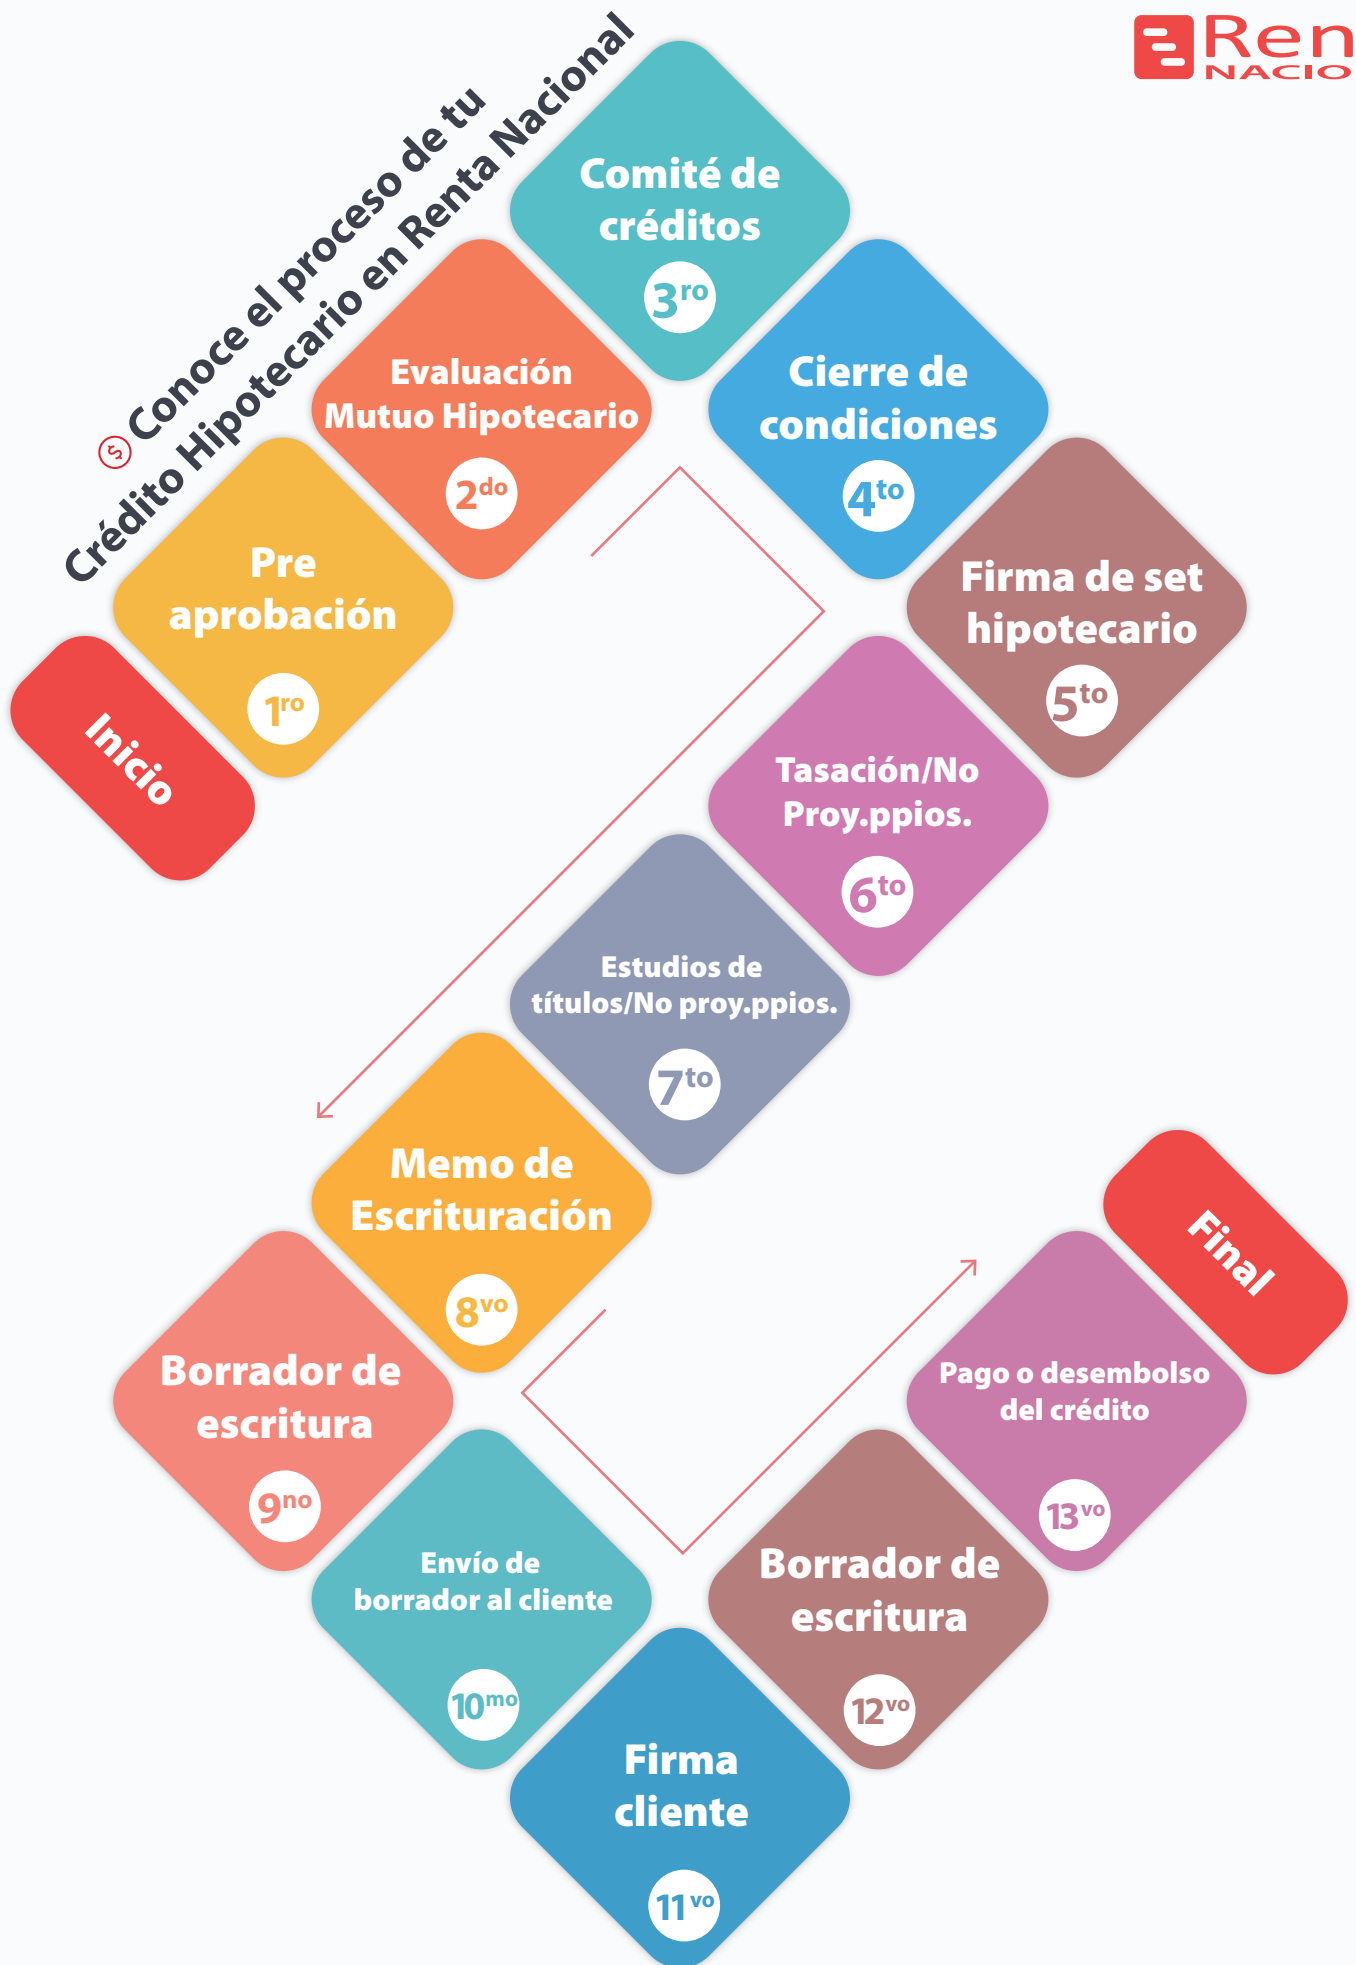 Ren
NACIO
Conoce el proceso de tu
Crédito Hipotecario en Renta Nacional
Inicio
Pre
aprobación
1ro
Evaluación
Mutuo Hipotecario
2do
Comité de
créditos
3ro
Cierre de
condiciones
4to
Firma de set
hipotecario
5to
Tasación/No
Proy.ppios.
6to
Estudios de
títulos/No proy.ppios.
7to
Memo de
Escrituración
8vo
Borrador de
escritura
9no
Envío de
borrador al cliente
10mo
Firma
cliente
11vo
Borrador de
escritura
12vo
Pago o desembolso
del crédito
13vo
Final